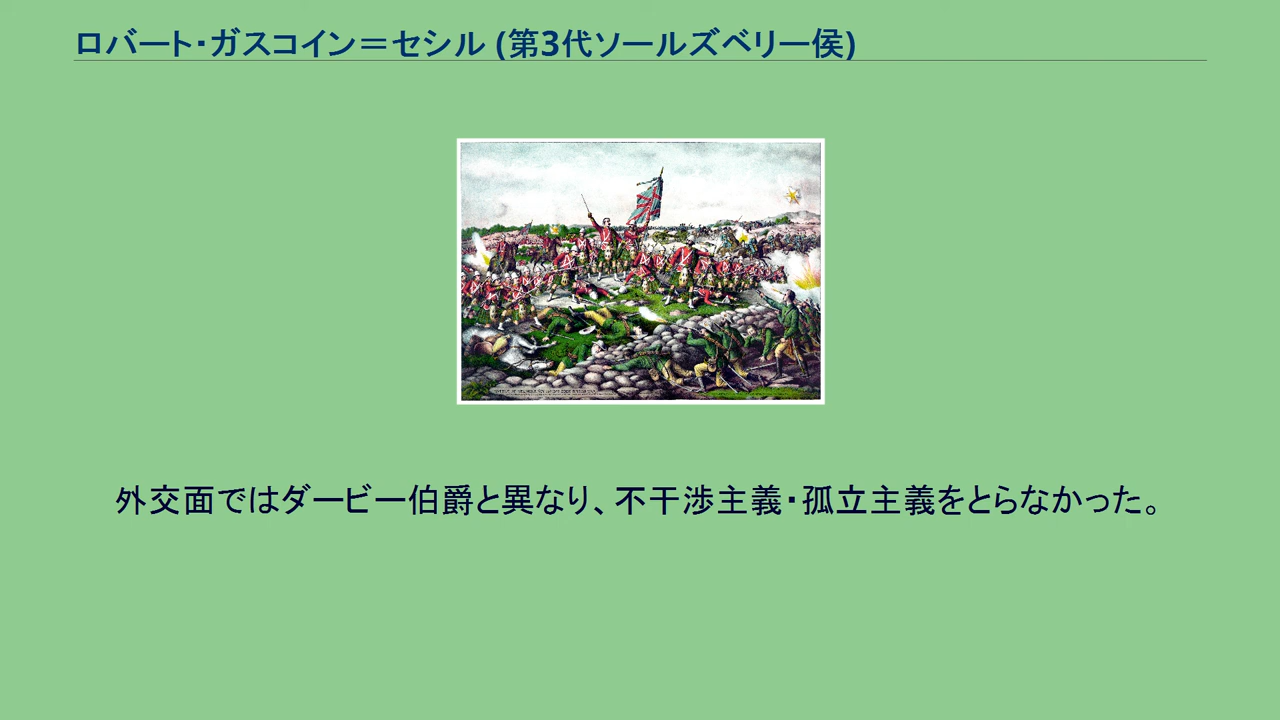 ロバート・ガスコイン＝セシル (第3代ソールズベリー侯)
外交面ではダービー伯爵と異なり、不干渉主義・孤立主義をとらなかった。